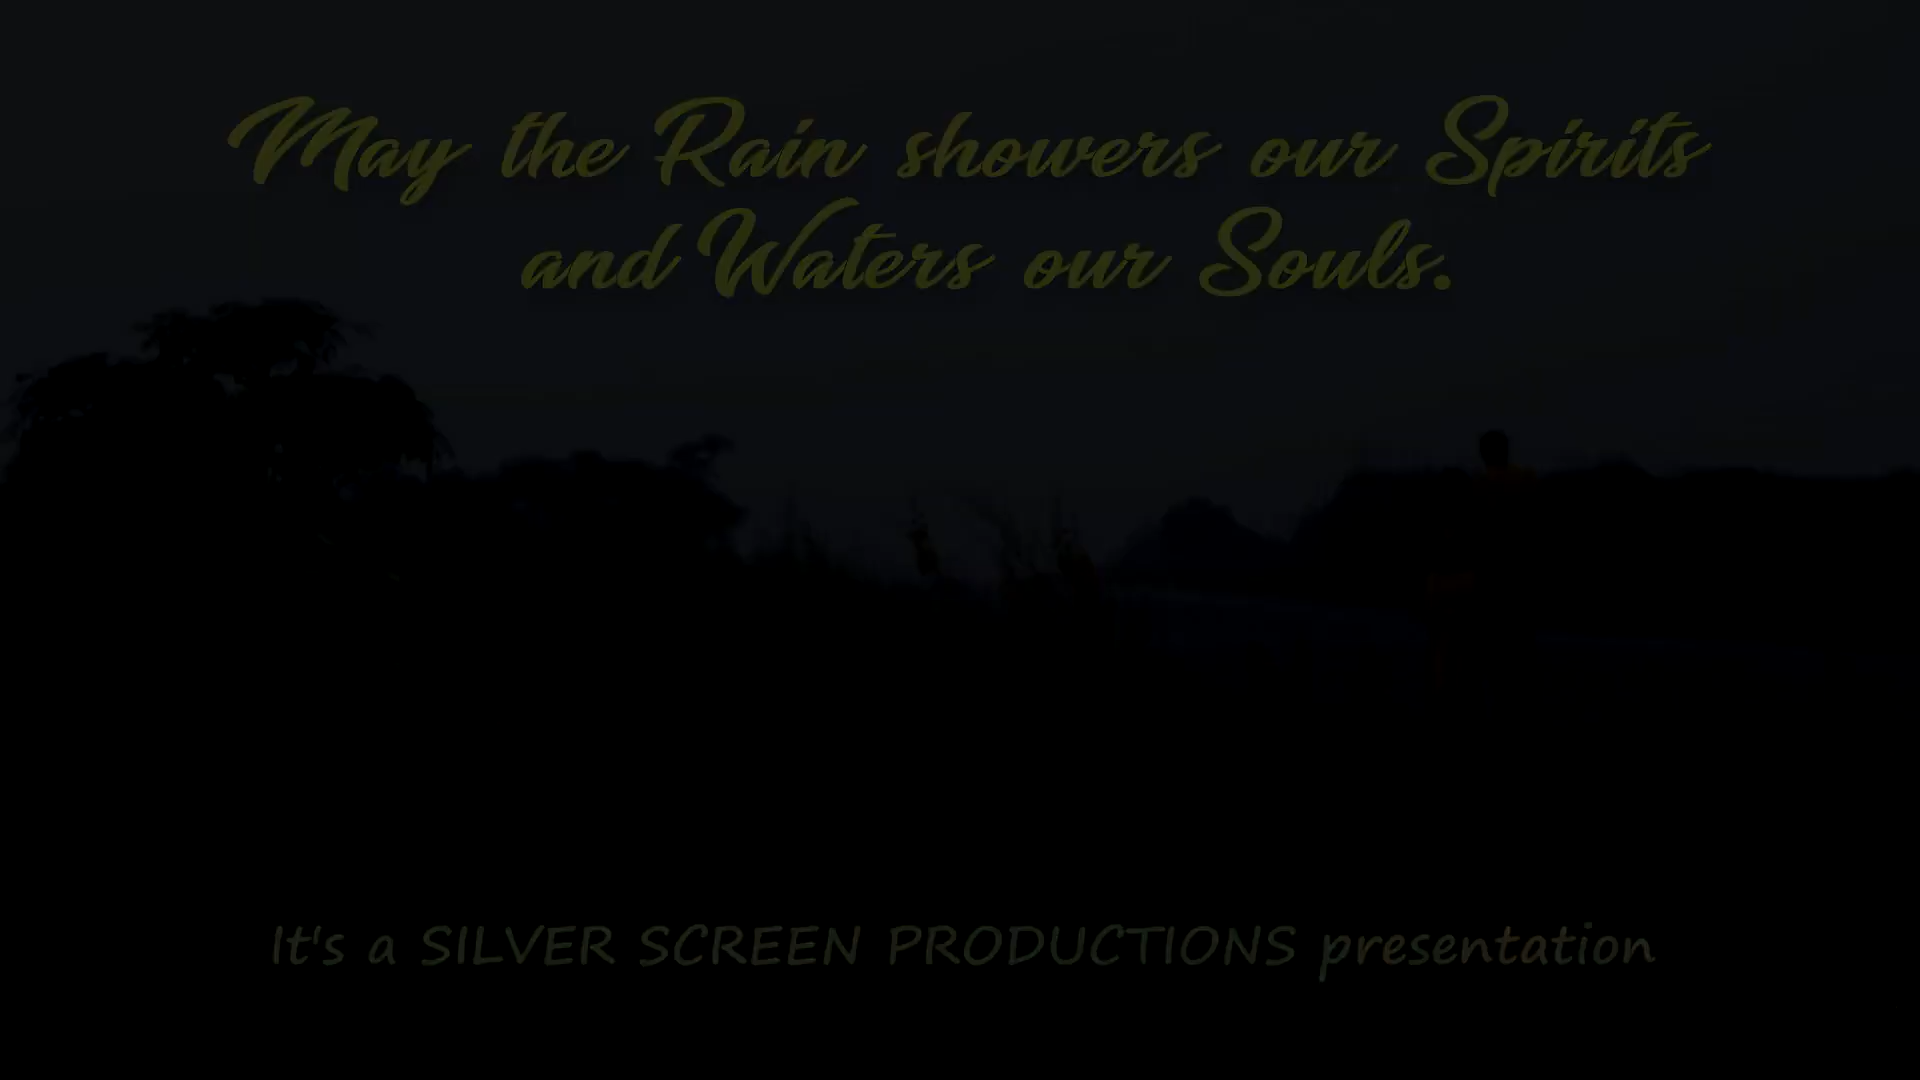 May the Rain showers our Spirits
and Waters our Souls.
It's a SILVER SCREEN PRODUCTIONS presentation